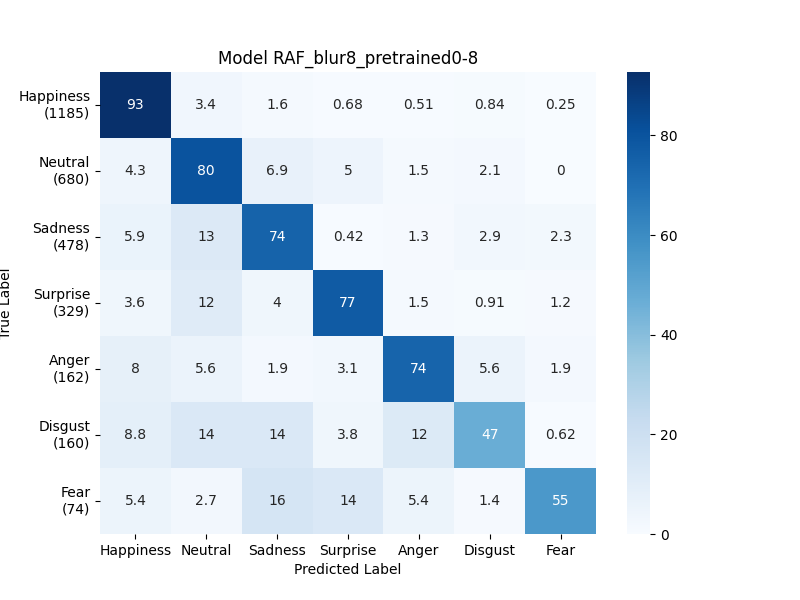 Model RAF_blur8_pretrained0-8
Happiness
(1185)
93 3.4 1.6 0.68 0.51 0.84 0.25
Neutral
(680)
4.3 80 6.9 5 1.5 2.1 0
Sadness
(478)
5.9 13 74 0.42 1.3 2.9 2.3
Surprise
(329)
3.6 12 4 77 1.5 0.91 1.2
Anger
(162)
8 5.6 1.9 3.1 74 5.6 1.9
Disgust
(160)
8.8 14 14 3.8 12 47 0.62
Fear
(74)
5.4 2.7 16 14 5.4 1.4 55
Happiness Neutral Sadness Surprise Anger Disgust Fear
Predicted Label
True Label
80
60
40
20
0